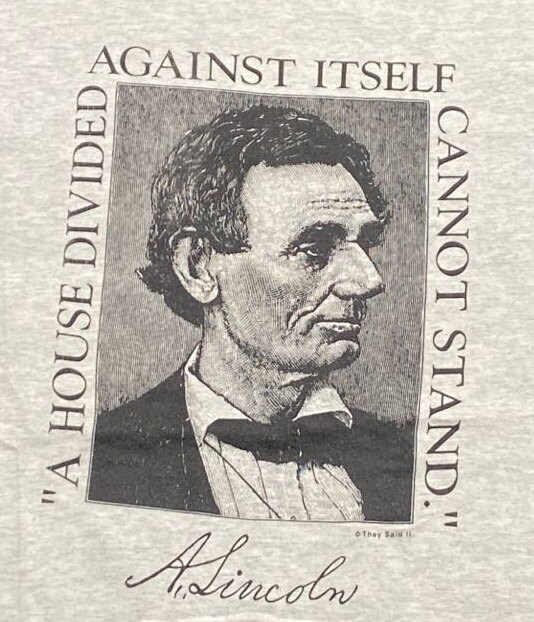 "A HOUSE DIVIDED
AGAINST ITSELF
CANNOT STAND."
© They Said It
A. Lincoln